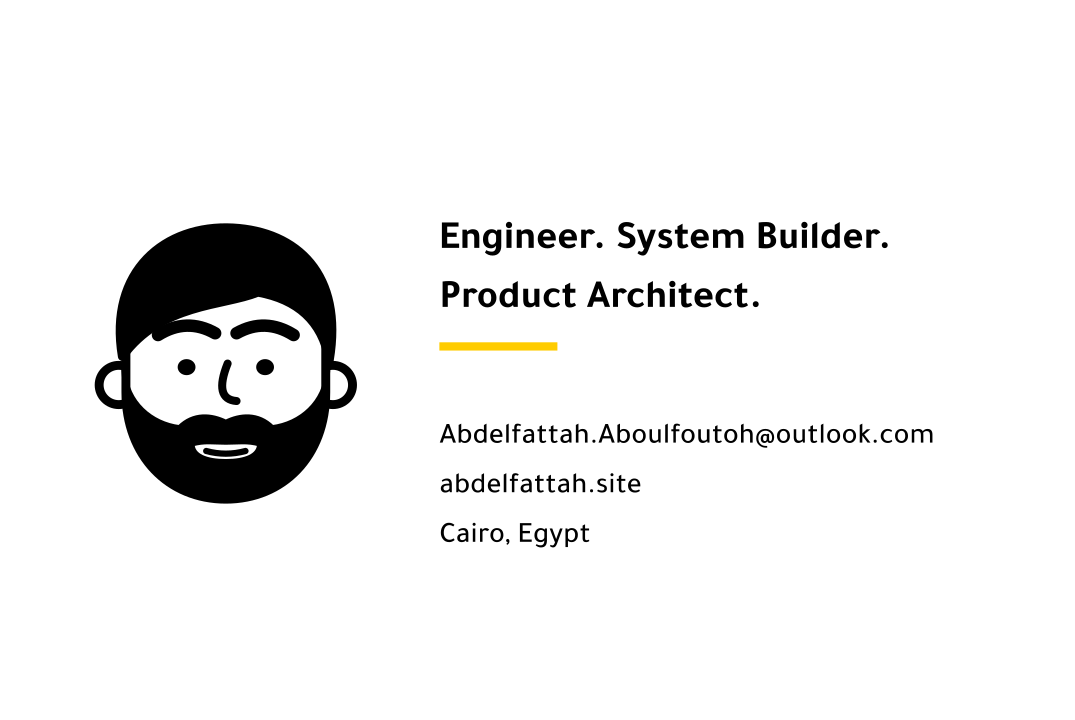 Engineer. System Builder.
Product Architect.
Abdelfattah.Aboulfoutoh@outlook.com
abdelfattah.site
Cairo, Egypt